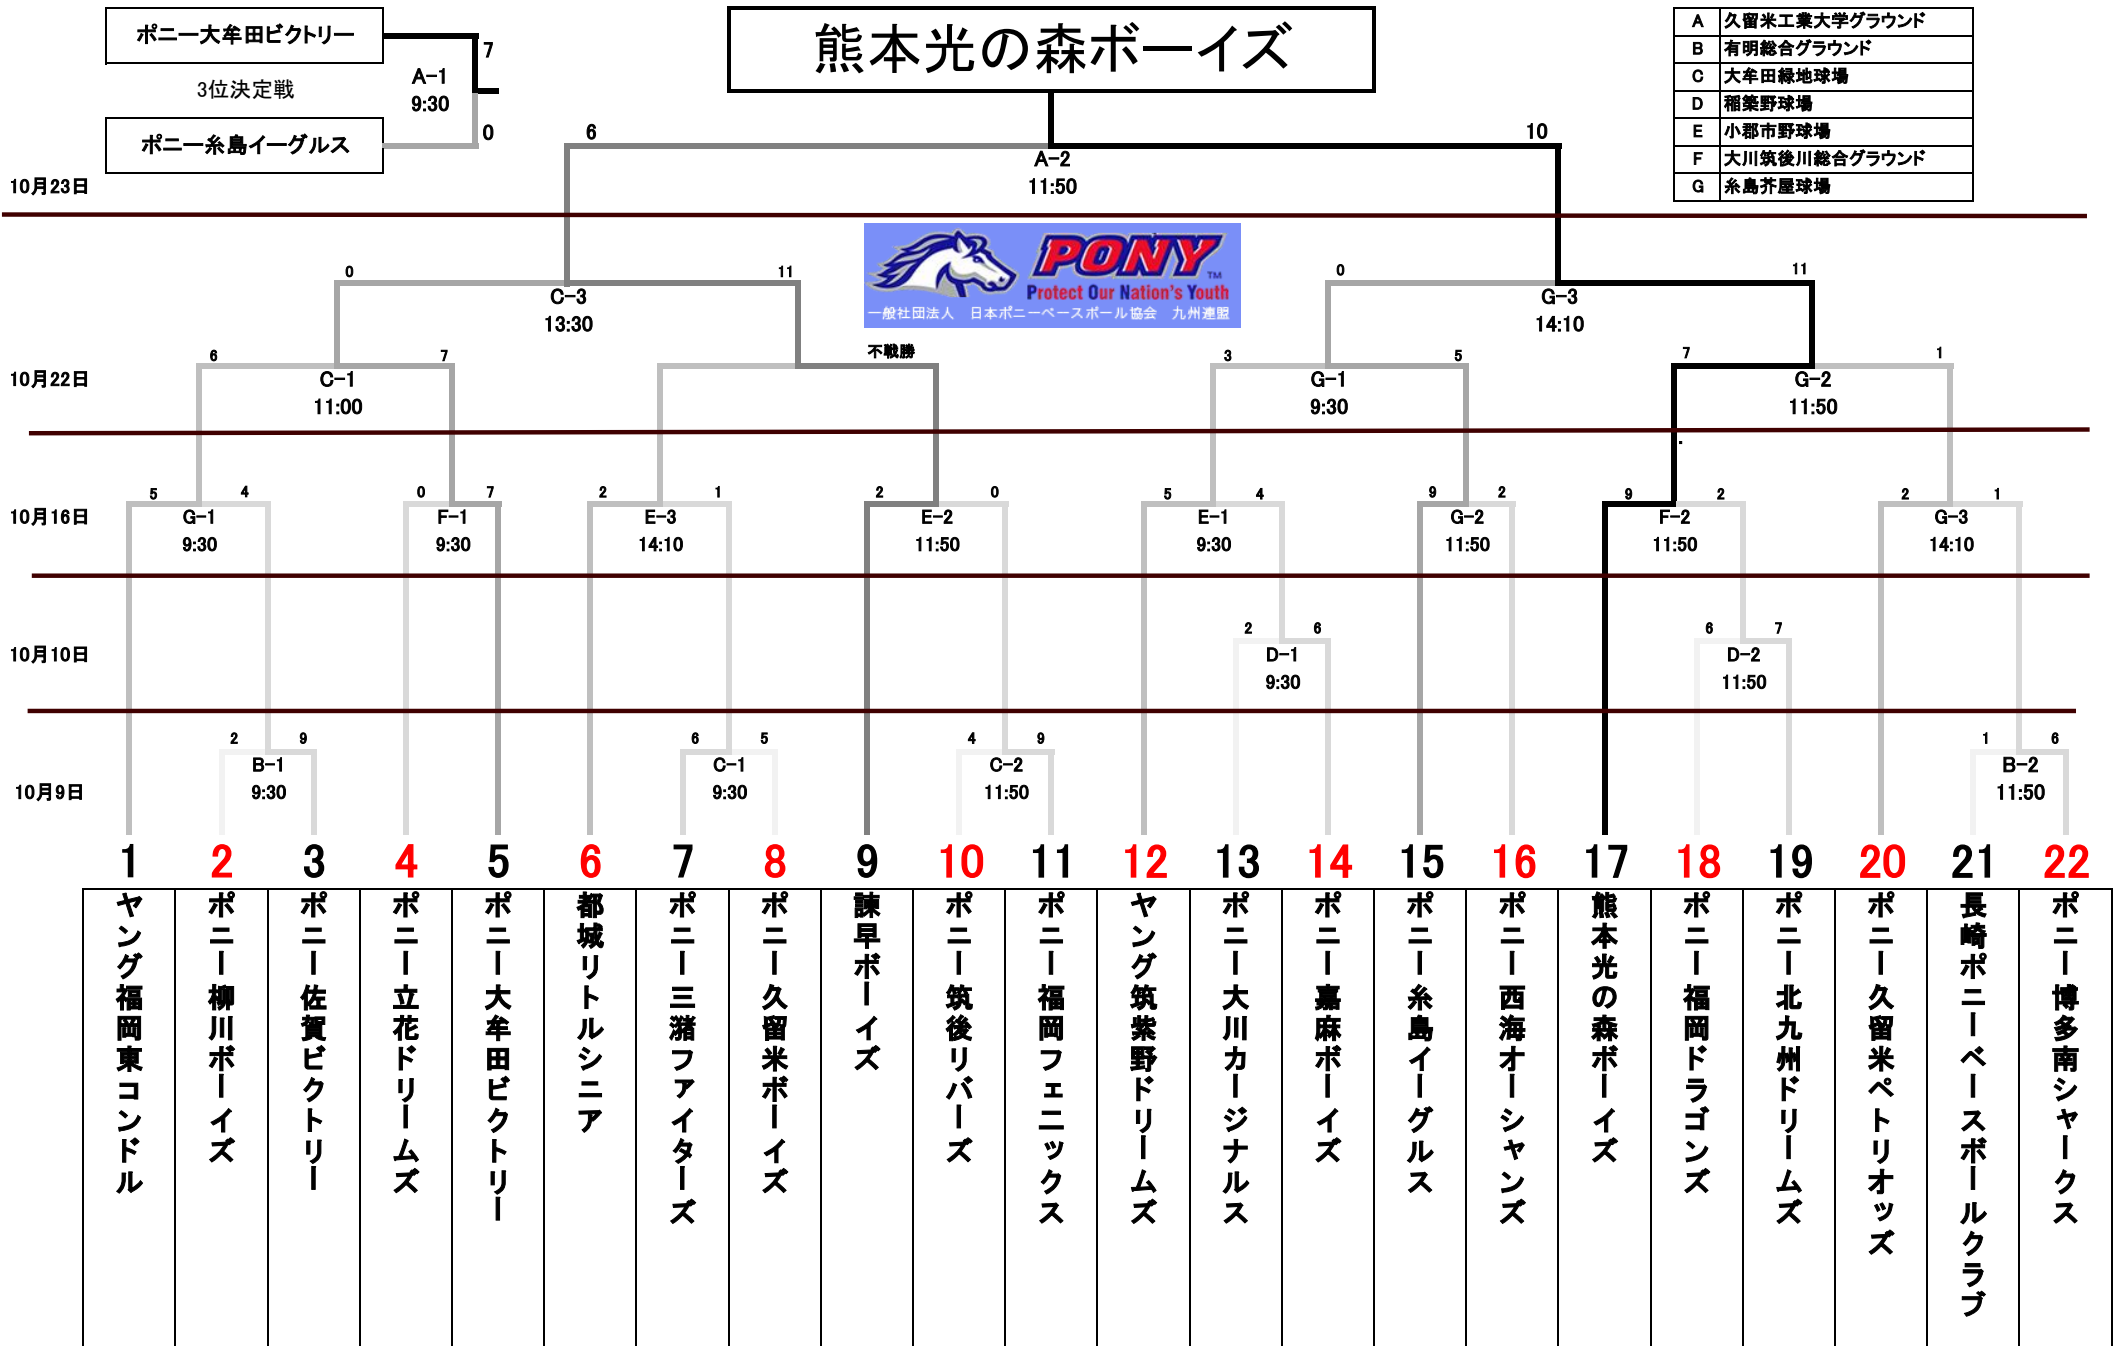 ポニー大牟田ビクトリー
7
3位決定戦
A-1
9:30
ポニー糸島イーグルス
0
熊本光の森ボーイズ
A 久留米工業大学グラウンド
B 有明総合グラウンド
C 大牟田緑地球場
D 稲築野球場
E 小郡市野球場
F 大川筑後川総合グラウンド
G 糸島芥屋球場
6 10
A-2
11:50
10月23日
PONY TM
Protect Our Nation's Youth
一般社団法人 日本ポニーベースボール協会 九州連盟
0 11 0 11
C-3 G-3
13:30 14:10
不戦勝
6 7 3 5 7 1
10月22日
C-1 G-1 G-2
11:00 9:30 11:50
5 4 0 7 2 1 2 0 5 4 9 2 9 2 2 1
10月16日
G-1 F-1 E-3 E-2 E-1 G-2 F-2 G-3
9:30 9:30 14:10 11:50 9:30 11:50 11:50 14:10
2 6 6 7
10月10日
D-1 D-2
9:30 11:50
2 9 6 5 4 9 1 6
10月9日
B-1 C-1 C-2 B-2
9:30 9:30 11:50 11:50
1 2 3 4 5 6 7 8 9 10 11 12 13 14 15 16 17 18 19 20 21 22
ヤング福岡東コンドル
ポニー柳川ボーイズ
ポニー佐賀ビクトリー
ポニー立花ドリームズ
ポニー大牟田ビクトリー
都城リトルシニア
ポニー三潴ファイターズ
ポニー久留米ボーイズ
諫早ボーイズ
ポニー筑後リバーズ
ポニー福岡フェニックス
ヤング筑紫野ドリームズ
ポニー大川カージナルス
ポニー嘉麻ボーイズ
ポニー糸島イーグルス
ポニー西海オーシャンズ
熊本光の森ボーイズ
ポニー福岡ドラゴンズ
ポニー北九州ドリームズ
ポニー久留米ペトリオッズ
長崎ポニーベースボールクラブ
ポニー博多南シャークス